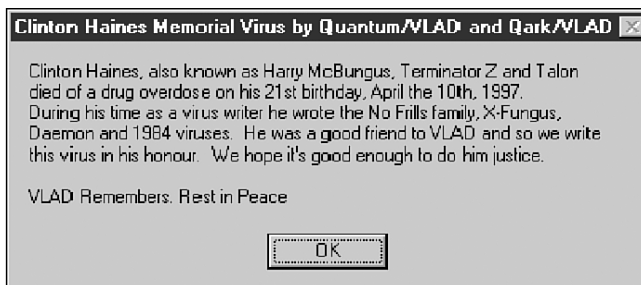 Clinton Haines Memorial Virus by Quantum/VLAD and Qark/VLAD
Clinton Haines, also known as Harry McBungus, Terminator Z and Talon
died of a drug overdose on his 21st birthday, April the 10th, 1997.
During his time as a virus writer he wrote the No Frills family, X-Fungus,
Daemon and 1984 viruses. He was a good friend to VLAD and so we write
this virus in his honour. We hope it's good enough to do him justice.
VLAD Remembers. Rest in Peace
OK